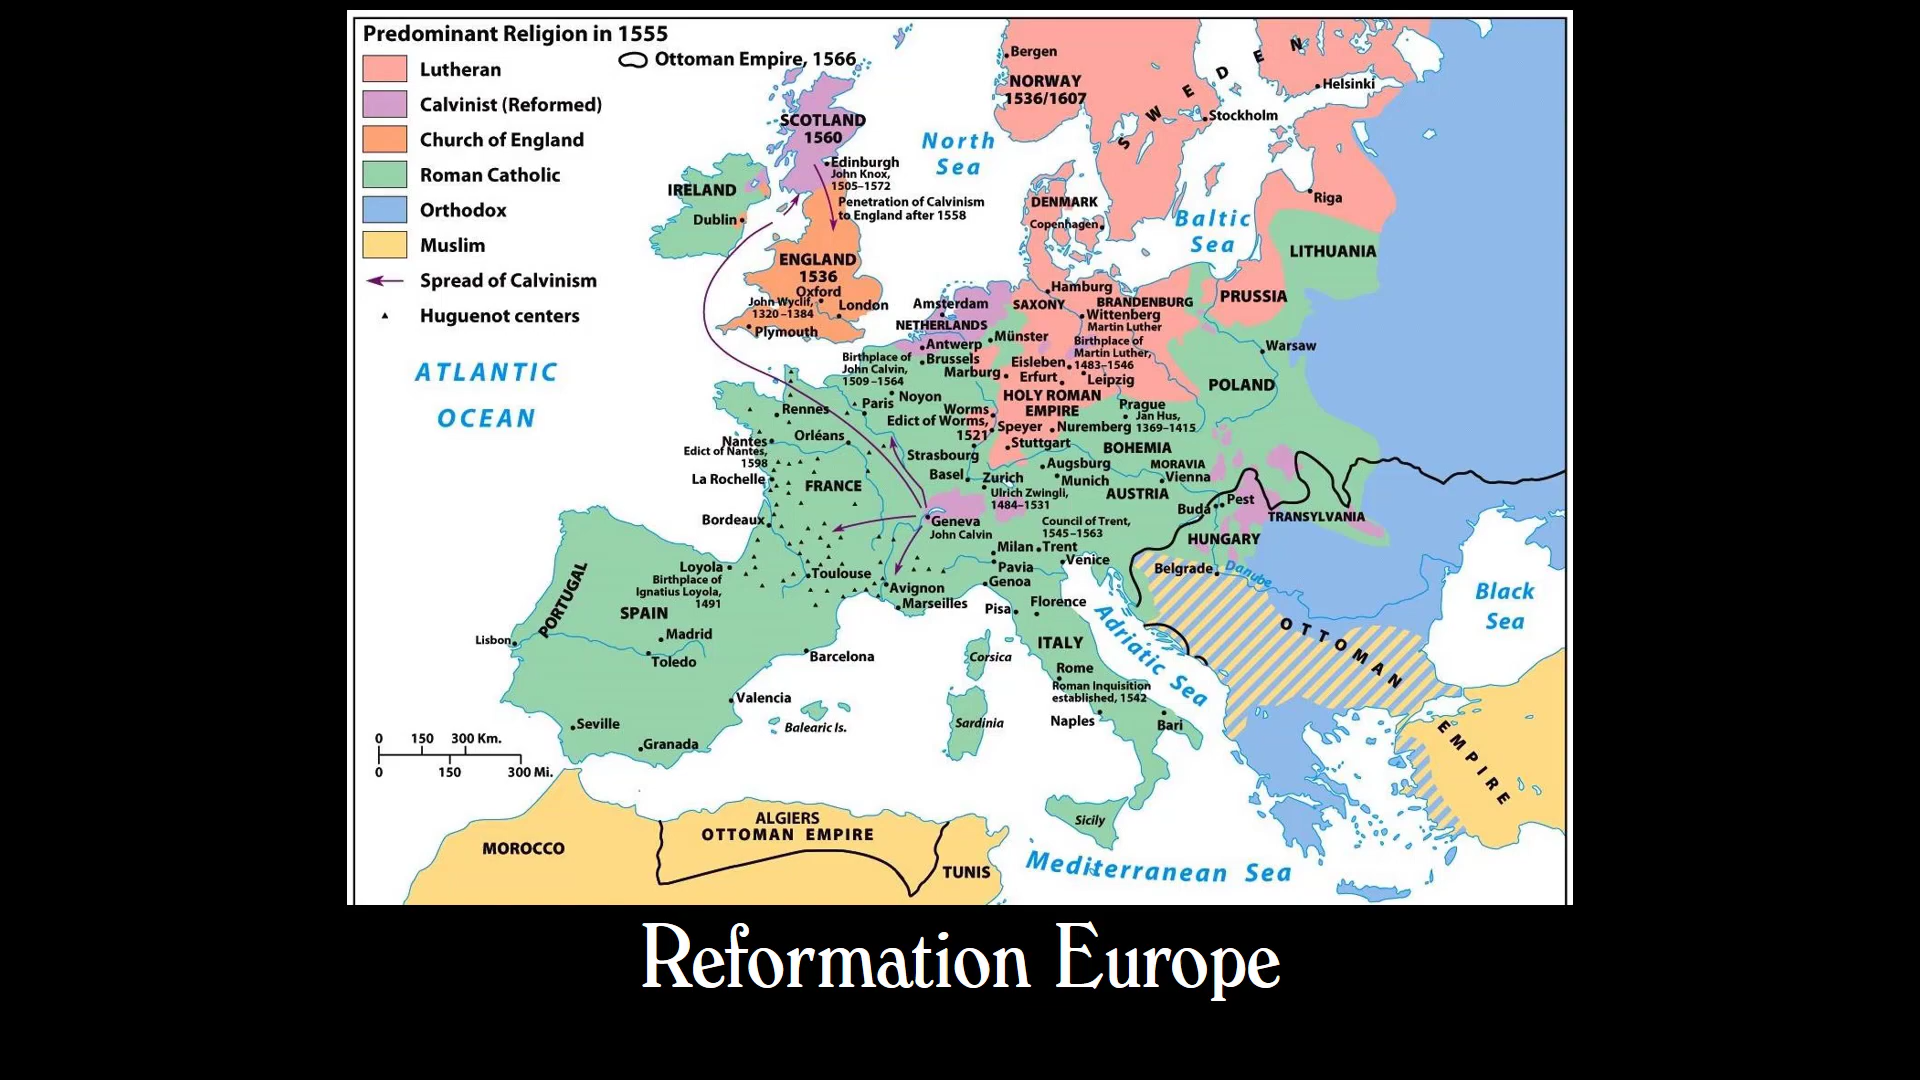 Predominant Religion in 1555
Ottoman Empire, 1566
Lutheran
Calvinist (Reformed)
Church of England
Roman Catholic
Orthodox
Muslim
Spread of Calvinism
Huguenot centers
Bergen
NORWAY
1536/1607
SWEDEN
Helsinki
Stockholm
SCOTLAND
1560
North
Sea
Edinburgh
John Knox,
1505–1572
IRELAND
Dublin
Penetration of Calvinism
to England after 1558
DENMARK
Copenhagen
Baltic
Sea
Riga
LITHUANIA
ENGLAND
1536
Oxford
John Wyclif,
1320–1384
London
Plymouth
Amsterdam
NETHERLANDS
Hamburg
SAXONY
BRANDENBURG
PRUSSIA
Wittenberg
Martin Luther
Münster
Antwerp
Brussels
Birthplace of
Martin Luther,
1483–1546
Warsaw
Birthplace of
John Calvin,
1509–1564
Marburg
Eisleben
Erfurt
Leipzig
POLAND
ATLANTIC
OCEAN
Noyon
Paris
HOLY ROMAN
EMPIRE
Rennes
Worms
Edict of Worms,
1521
Prague
Jan Hus,
1369–1415
Speyer
Nuremberg
Orléans
Nantes
Edict of Nantes,
1598
Stuttgart
BOHEMIA
Strasbourg
Augsburg
MORAVIA
La Rochelle
FRANCE
Basel
Zurich
Ulrich Zwingli,
1484–1531
Munich
Vienna
AUSTRIA
Pest
Buda
TRANSYLVANIA
Bordeaux
Geneva
John Calvin
Council of Trent,
1545–1563
HUNGARY
Milan
Trent
Venice
Pavia
Genoa
Belgrade
Danube
Loyola
Birthplace of
Ignatius Loyola,
1491
Toulouse
Avignon
Marseilles
Pisa
Florence
Black
Sea
PORTUGAL
SPAIN
Lisbon
Madrid
Toledo
Barcelona
Corsica
ITALY
Adriatic Sea
OTTOMAN
EMPIRE
Rome
Roman Inquisition
established, 1542
Valencia
Balearic Is.
Sardinia
Naples
Bari
Seville
Granada
0 150 300 Km.
0 150 300 Mi.
Sicily
ALGIERS
OTTOMAN EMPIRE
MOROCCO
TUNIS
Mediterranean Sea
Reformation Europe